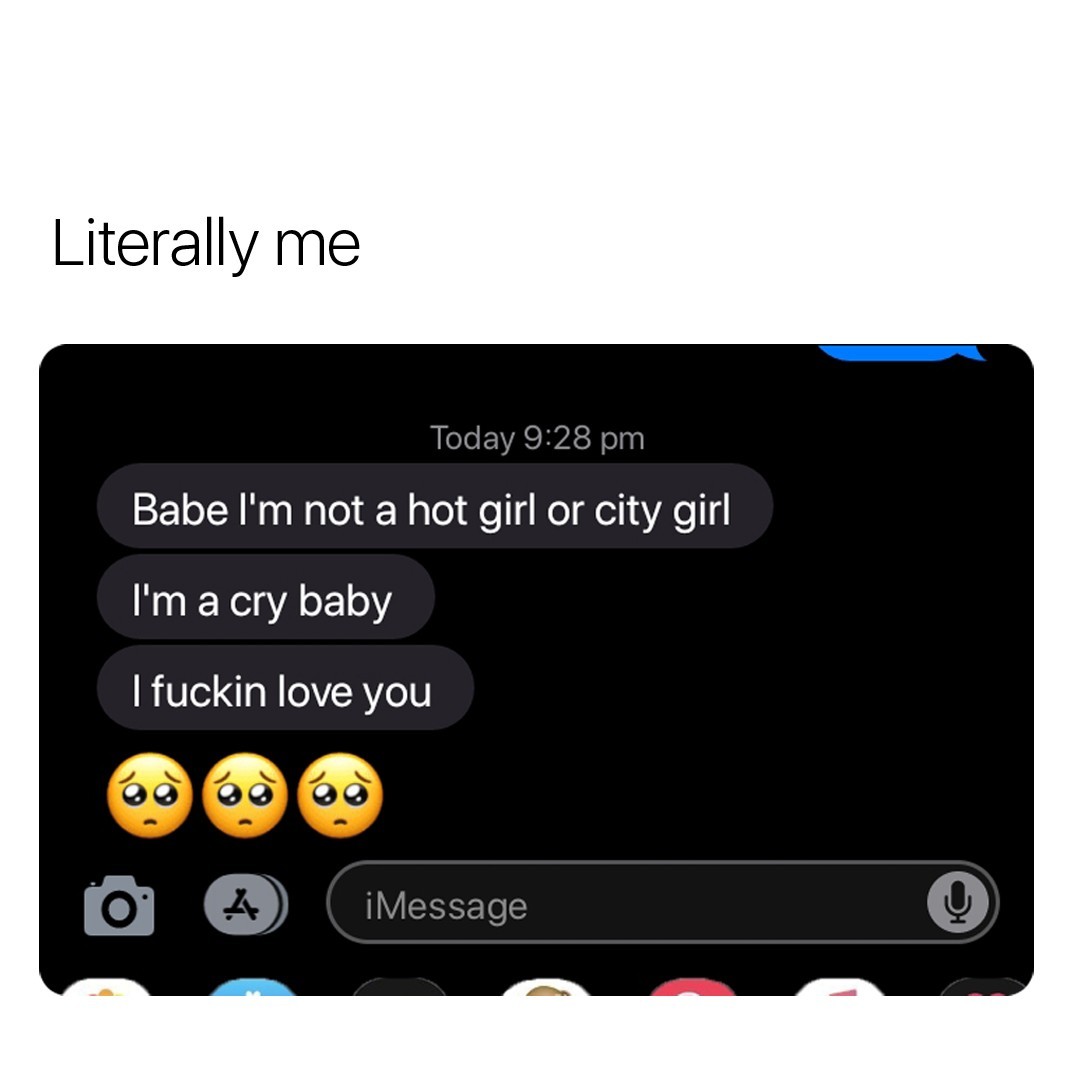 Literally me
Today 9:28 pm
Babe I'm not a hot girl or city girl
I'm a cry baby
I fuckin love you
🥺🥺🥺
iMessage